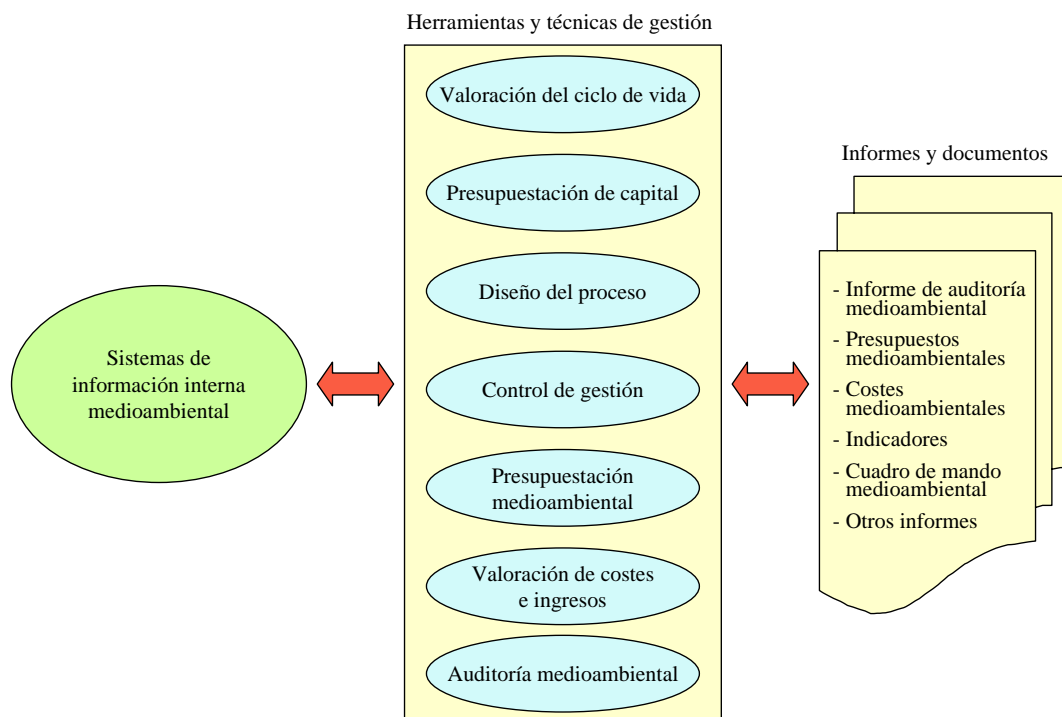 Herramientas y técnicas de gestión
Valoración del ciclo de vida
Presupuestación de capital
Diseño del proceso
Control de gestión
Presupuestación
medioambiental
Valoración de costes
e ingresos
Auditoría medioambiental
Sistemas de
información interna
medioambiental
Informes y documentos
- Informe de auditoría
medioambiental
- Presupuestos
medioambientales
- Costes
medioambientales
- Indicadores
- Cuadro de mando
medioambiental
- Otros informes